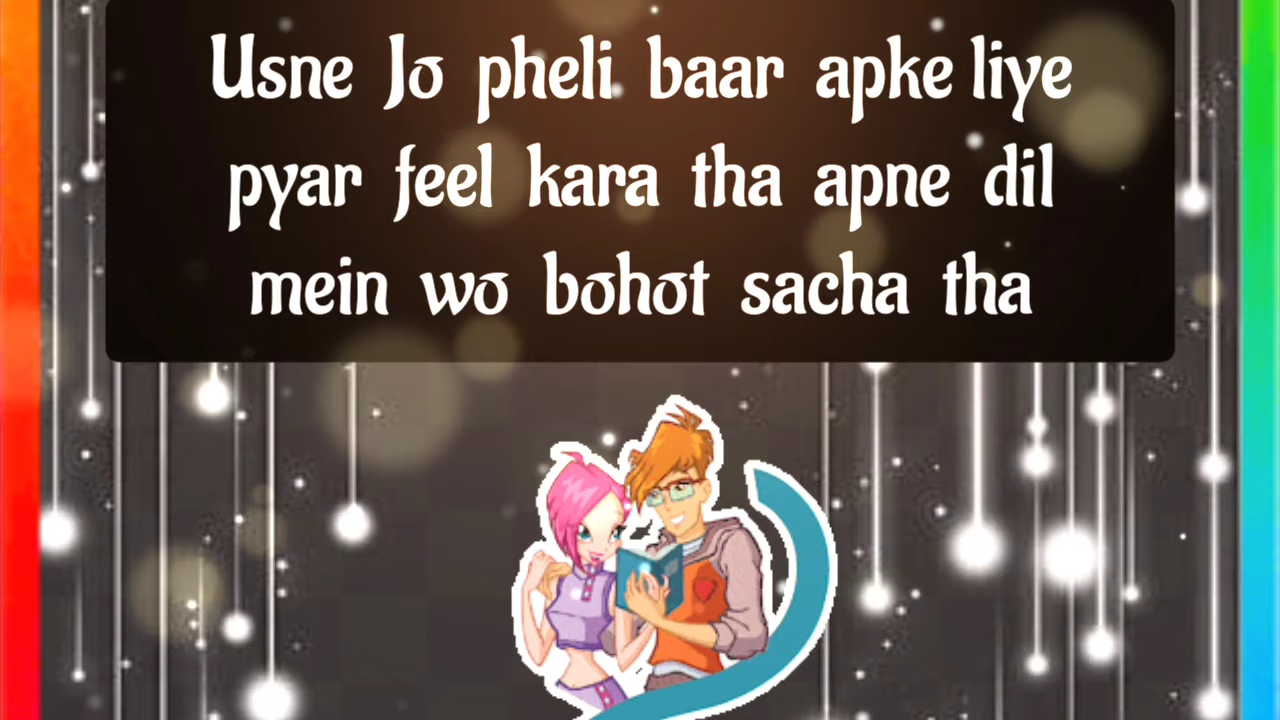 Usne Jo pheli baar apke liye
pyar feel kara tha apne dil
mein wo bohot sacha tha